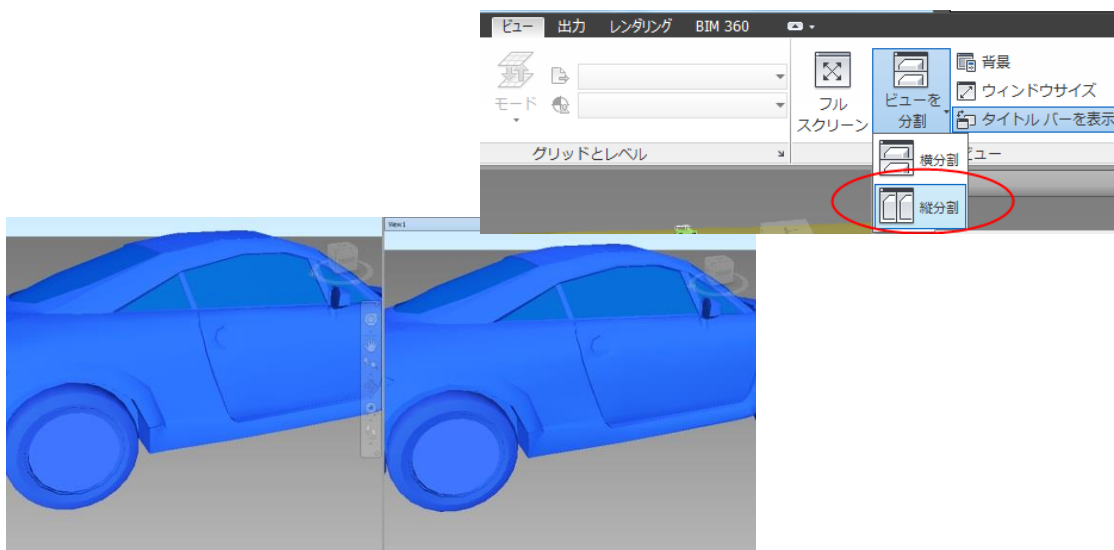 ビュー 出力 レンダリング BIM 360
モード
グリッドとレベル
フル
スクリーン
ビューを
分割
背景
ウィンドウサイズ
タイトル バーを表示
ビュー
横分割
縦分割
View 1